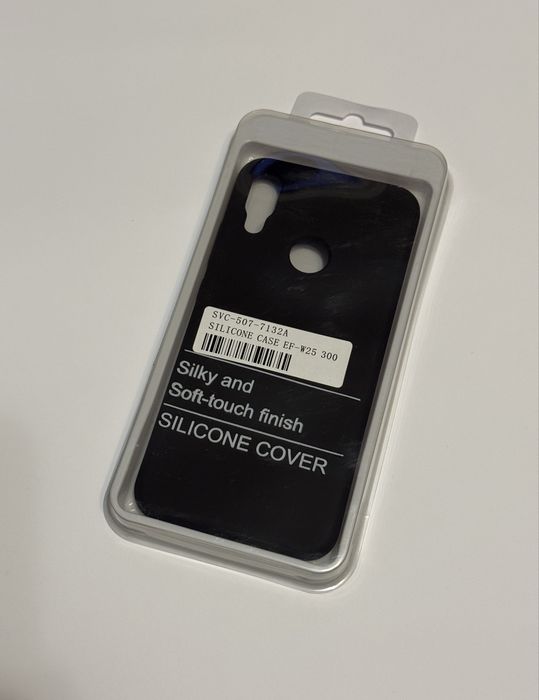 SVC-507-7132A
SILICONE CASE EF-W25 300
Silky and
Soft-touch finish
SILICONE COVER